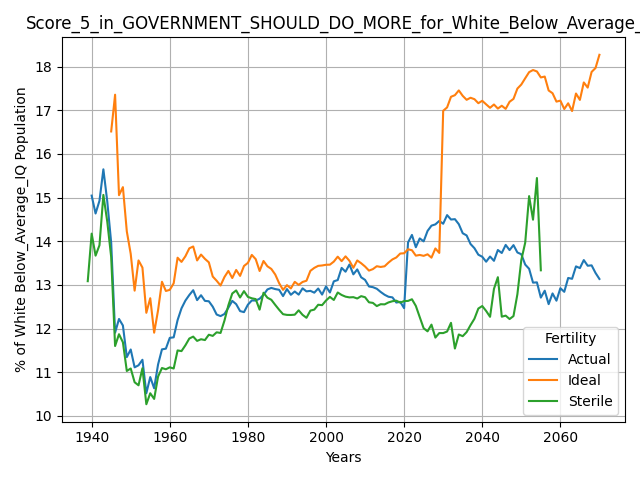 Score_5_in_GOVERNMENT_SHOULD_DO_MORE_for_White_Below_Average_
% of White Below_Average_IQ Population
18
17
16
15
14
13
12
11
10
1940
1960
1980
2000
2020
2040
2060
Years
Fertility
Actual
Ideal
Sterile